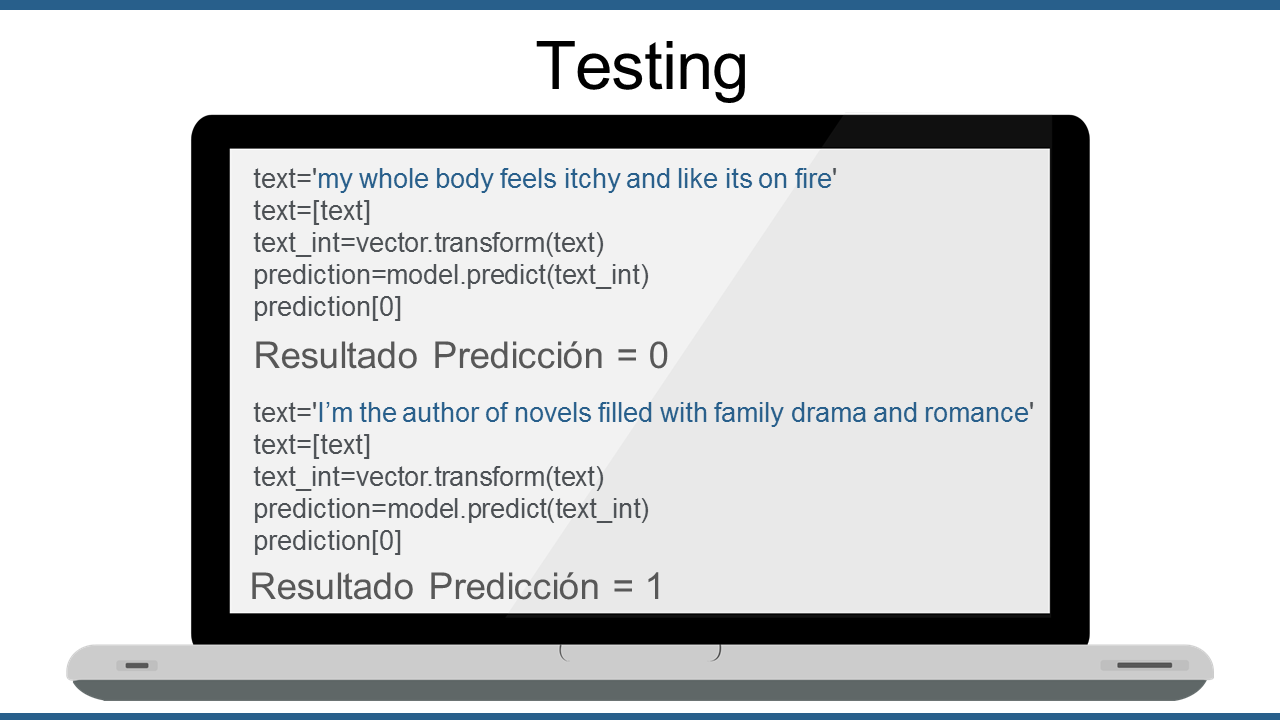 Testing
text='my whole body feels itchy and like its on fire'
text=[text]
text_int=vector.transform(text)
prediction=model.predict(text_int)
prediction[0]
Resultado Predicción = 0
text='I’m the author of novels filled with family drama and romance'
text=[text]
text_int=vector.transform(text)
prediction=model.predict(text_int)
prediction[0]
Resultado Predicción = 1